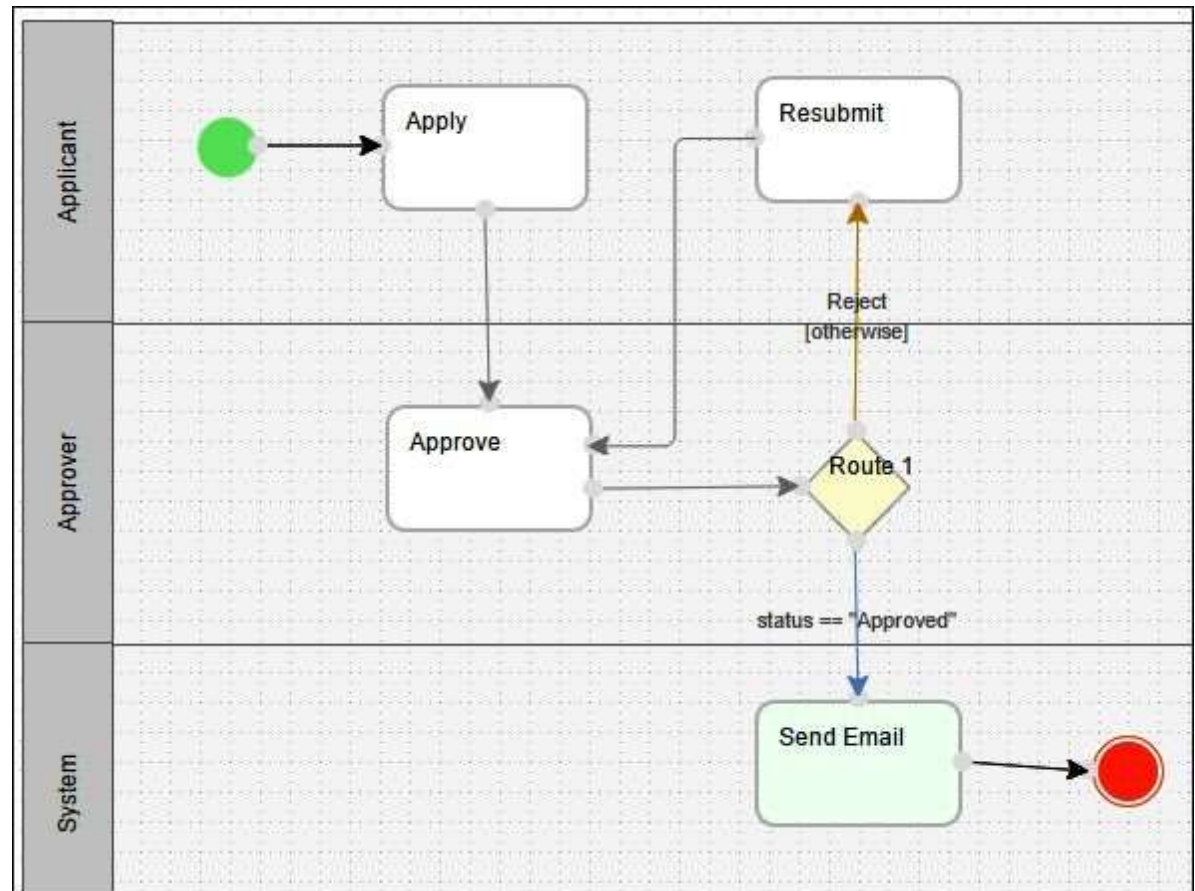 Applicant
Apply
Resubmit
Reject
[otherwise]
Approver
Approve
Route 1
status == "Approved"
System
Send Email